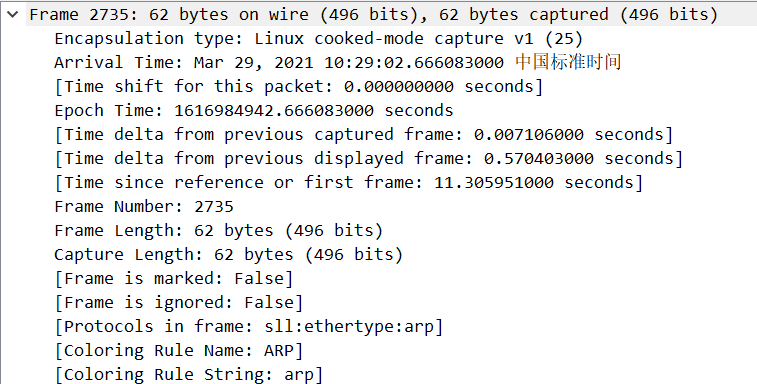 Frame 2735: 62 bytes on wire (496 bits), 62 bytes captured (496 bits)
Encapsulation type: Linux cooked-mode capture v1 (25)
Arrival Time: Mar 29, 2021 10:29:02.666083000 中国标准时间
[Time shift for this packet: 0.000000000 seconds]
Epoch Time: 1616984942.666083000 seconds
[Time delta from previous captured frame: 0.007106000 seconds]
[Time delta from previous displayed frame: 0.570403000 seconds]
[Time since reference or first frame: 11.305951000 seconds]
Frame Number: 2735
Frame Length: 62 bytes (496 bits)
Capture Length: 62 bytes (496 bits)
[Frame is marked: False]
[Frame is ignored: False]
[Protocols in frame: sll:ethertype:arp]
[Coloring Rule Name: ARP]
[Coloring Rule String: arp]